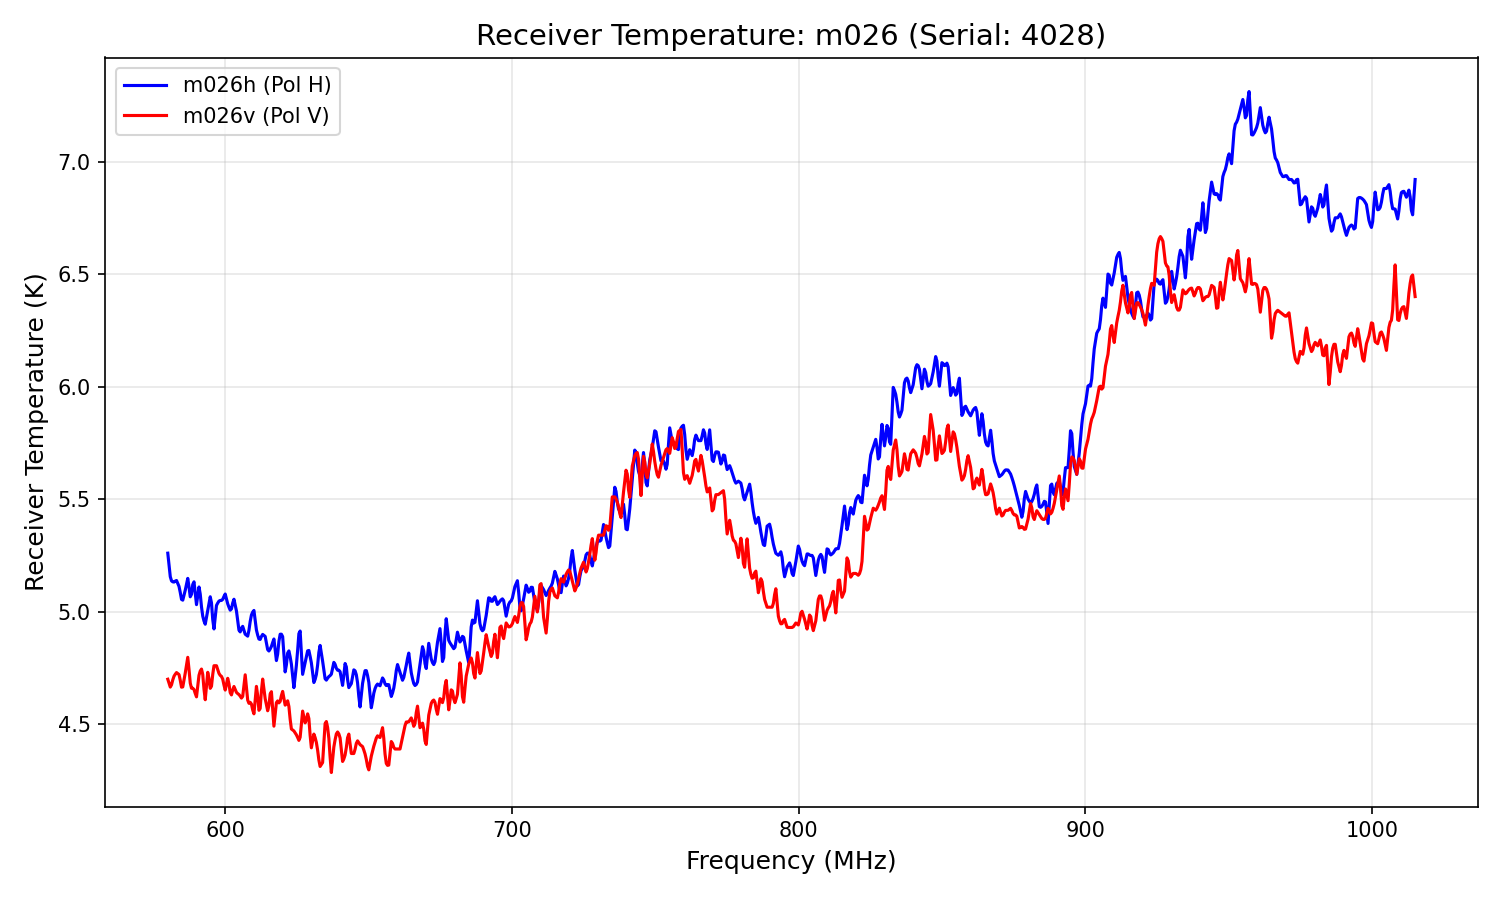 Receiver Temperature: m026 (Serial: 4028)
m026h (Pol H)
m026v (Pol V)
Receiver Temperature (K)
7.0
6.5
6.0
5.5
5.0
4.5
600
700
800
900
1000
Frequency (MHz)